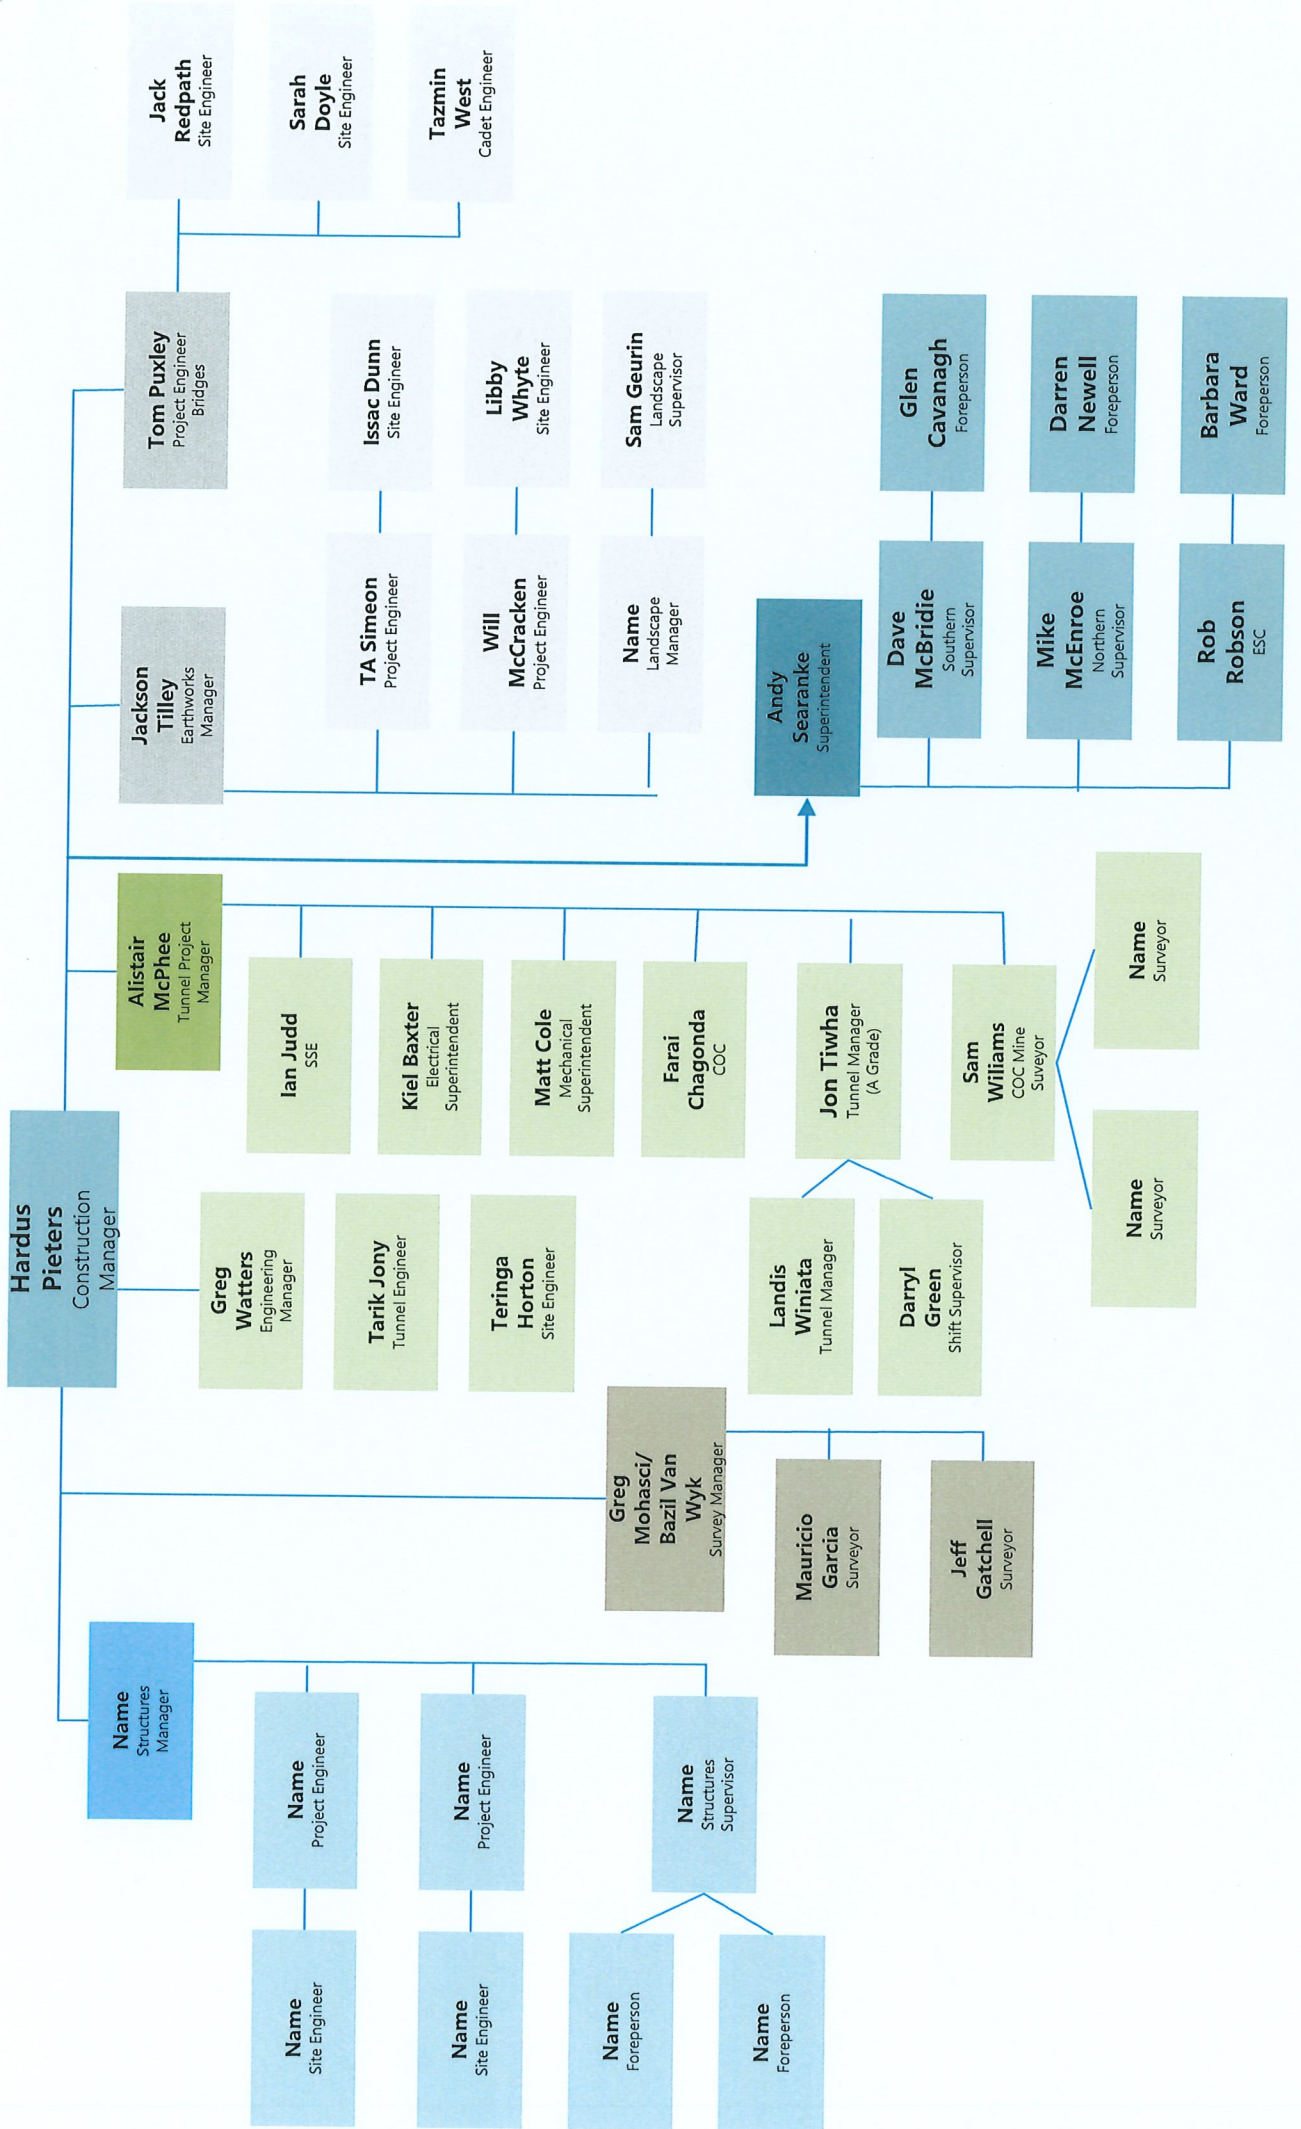 Hardus
Pieters
Construction
Manager
Name
Structures
Manager
Name
Project Engineer
Name
Site Engineer
Name
Project Engineer
Name
Site Engineer
Name
Structures
Supervisor
Name
Foreperson
Name
Foreperson
Greg
Mohasci/
Bazil Van
Wyk
Survey Manager
Mauricio
Garcia
Surveyor
Jeff
Gatchell
Surveyor
Greg
Watters
Engineering
Manager
Tarik Jony
Tunnel Engineer
Teringa
Horton
Site Engineer
Alistair
McPhee
Tunnel Project
Manager
Ian Judd
SSE
Kiel Baxter
Electrical
Superintendent
Matt Cole
Mechanical
Superintendent
Farai
Chagonda
COC
Jon Tiwha
Tunnel Manager
(A Grade)
Landis
Winiata
Tunnel Manager
Darryl
Green
Shift Supervisor
Sam
Wiliams
COC Mine
Suveyor
Name
Surveyor
Name
Surveyor
Jackson
Tilley
Earthworks
Manager
TA Simeon
Project Engineer
Issac Dunn
Site Engineer
Will
McCracken
Project Engineer
Libby
Whyte
Site Engineer
Name
Landscape
Manager
Sam Geurin
Landscape
Supervisor
Andy
Searanke
Superintendent
Dave
McBridie
Southern
Supervisor
Glen
Cavanagh
Foreperson
Mike
McEnroe
Northern
Supervisor
Darren
Newell
Foreperson
Rob
Robson
ESC
Barbara
Ward
Foreperson
Tom Puxley
Project Engineer
Bridges
Jack
Redpath
Site Engineer
Sarah
Doyle
Site Engineer
Tazmin
West
Cadet Engineer